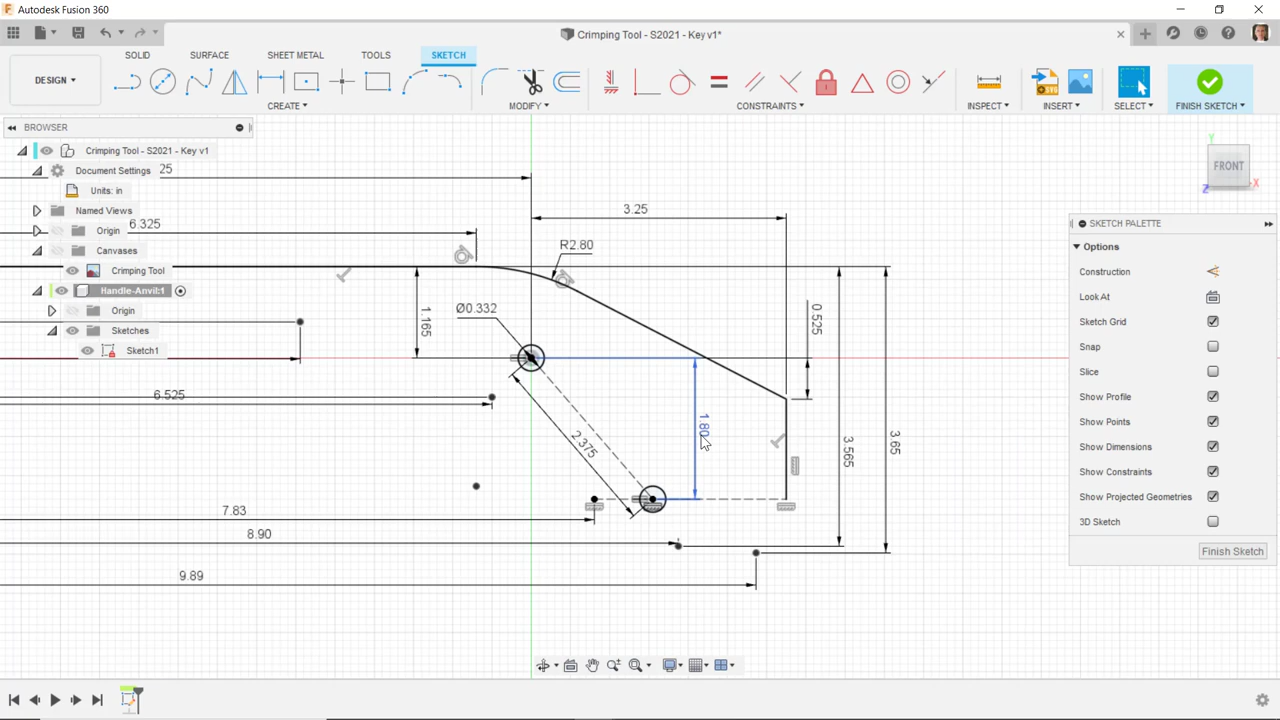 Autodesk Fusion 360
Crimping Tool - S2021 - Key v1*
DESIGN
SOLID
SURFACE
SHEET METAL
TOOLS
SKETCH
CREATE
MODIFY
CONSTRAINTS
INSPECT
INSERT
SELECT
FINISH SKETCH
BROWSER
Crimping Tool - S2021 - Key v1
Document Settings
Units: in
Named Views
Origin
Canvases
Crimping Tool
Handle-Anvil:1
Origin
Sketches
Sketch1
25
6.325
3.25
R2.80
Ø0.332
1.165
0.525
1.80
2.375
3.565
3.65
6.525
7.83
8.90
9.89
FRONT
Y
X
Z
SKETCH PALETTE
Options
Construction
Look At
Sketch Grid
Snap
Slice
Show Profile
Show Points
Show Dimensions
Show Constraints
Show Projected Geometries
3D Sketch
Finish Sketch